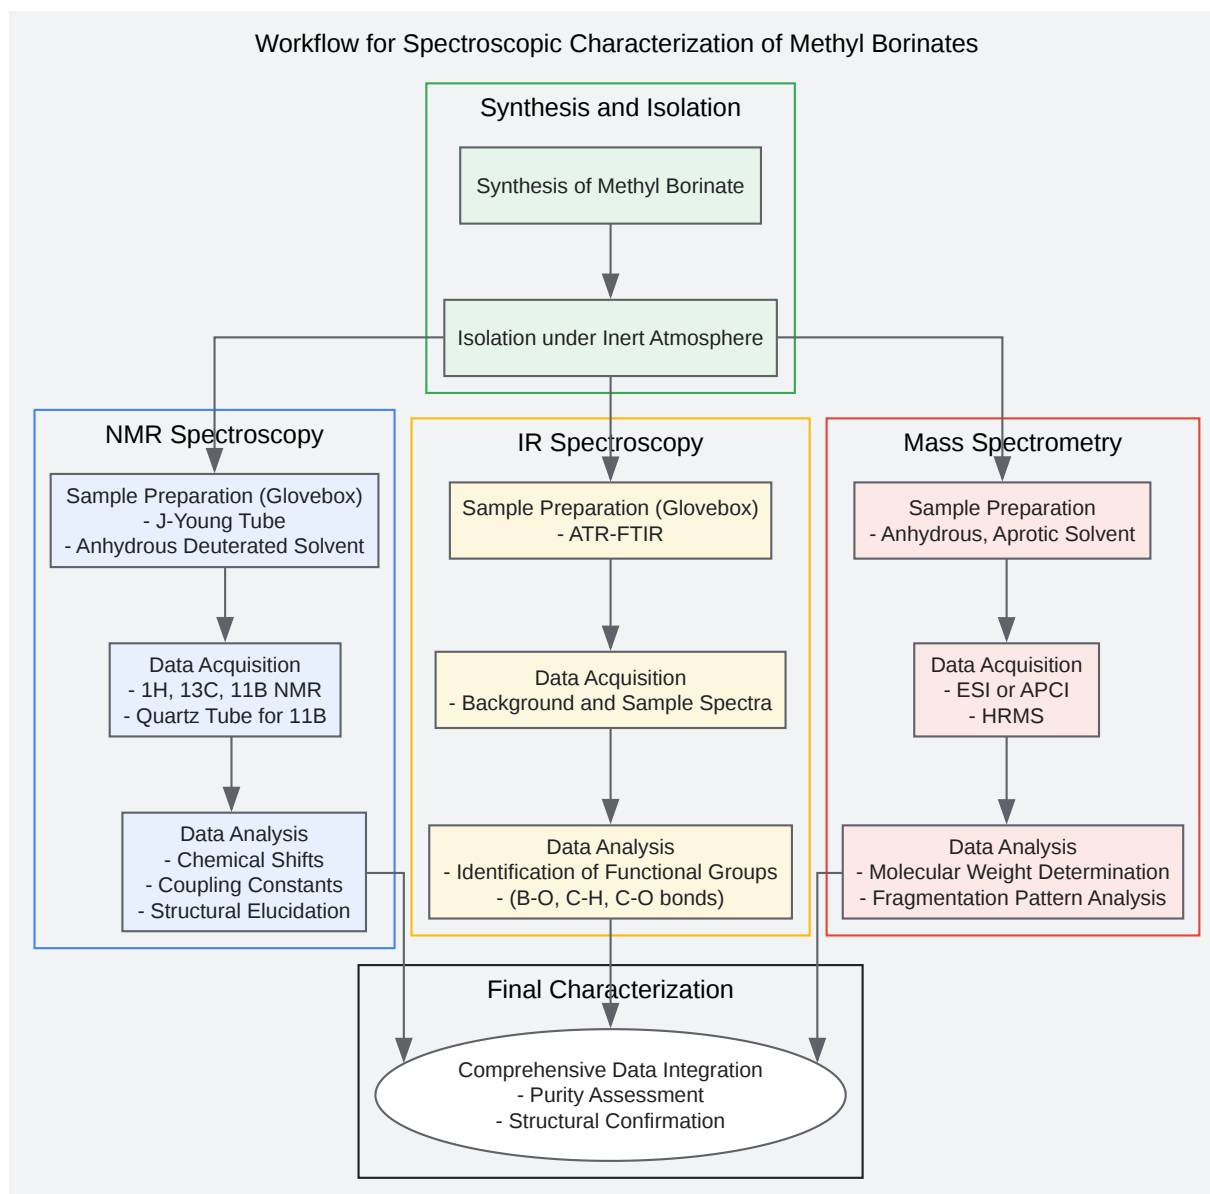 Workflow for Spectroscopic Characterization of Methyl Borinates
Synthesis and Isolation
Synthesis of Methyl Borinate
Isolation under Inert Atmosphere
NMR Spectroscopy
Sample Preparation (Glovebox)
- J-Young Tube
- Anhydrous Deuterated Solvent
Data Acquisition
- 1H, 13C, 11B NMR
- Quartz Tube for 11B
Data Analysis
- Chemical Shifts
- Coupling Constants
- Structural Elucidation
IR Spectroscopy
Sample Preparation (Glovebox)
- ATR-FTIR
Data Acquisition
- Background and Sample Spectra
Data Analysis
- Identification of Functional Groups
- (B-O, C-H, C-O bonds)
Mass Spectrometry
Sample Preparation
- Anhydrous, Aprotic Solvent
Data Acquisition
- ESI or APCI
- HRMS
Data Analysis
- Molecular Weight Determination
- Fragmentation Pattern Analysis
Final Characterization
Comprehensive Data Integration
- Purity Assessment
- Structural Confirmation